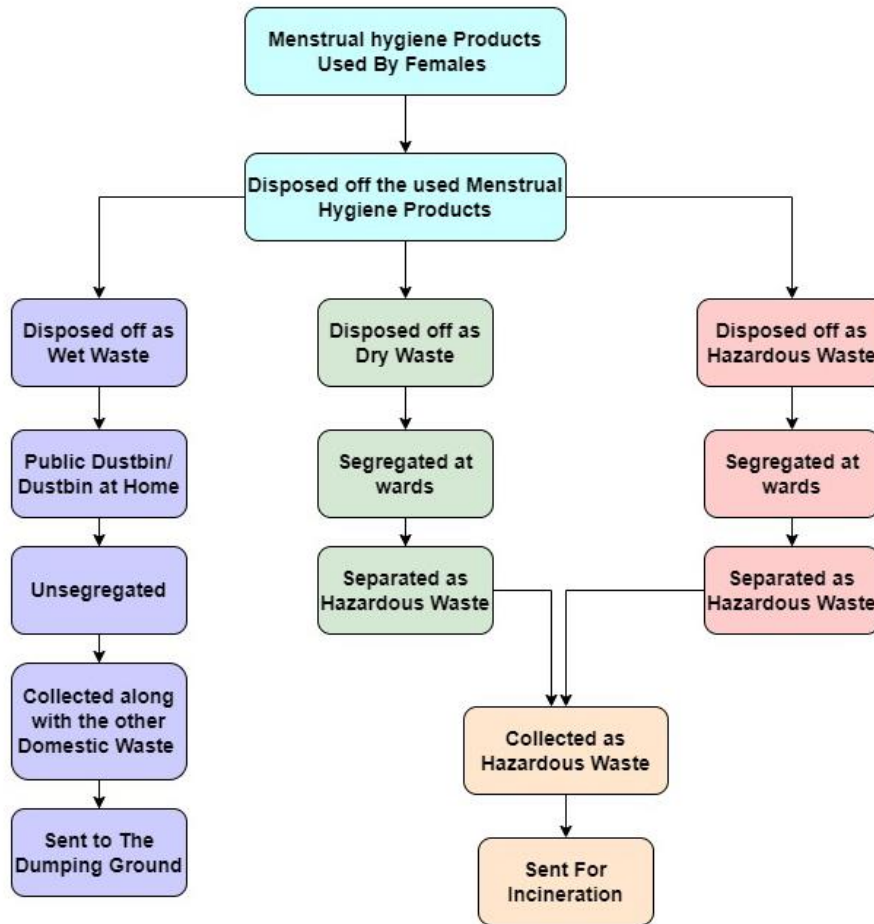 Menstrual hygiene Products
Used By Females
Disposed off the used Menstrual
Hygiene Products
Disposed off as
Wet Waste
Disposed off as
Dry Waste
Disposed off as
Hazardous Waste
Public Dustbin/
Dustbin at Home
Segregated at
wards
Segregated at
wards
Unsegregated
Separated as
Hazardous Waste
Separated as
Hazardous Waste
Collected along
with the other
Domestic Waste
Collected as
Hazardous Waste
Sent to The
Dumping Ground
Sent For
Incineration